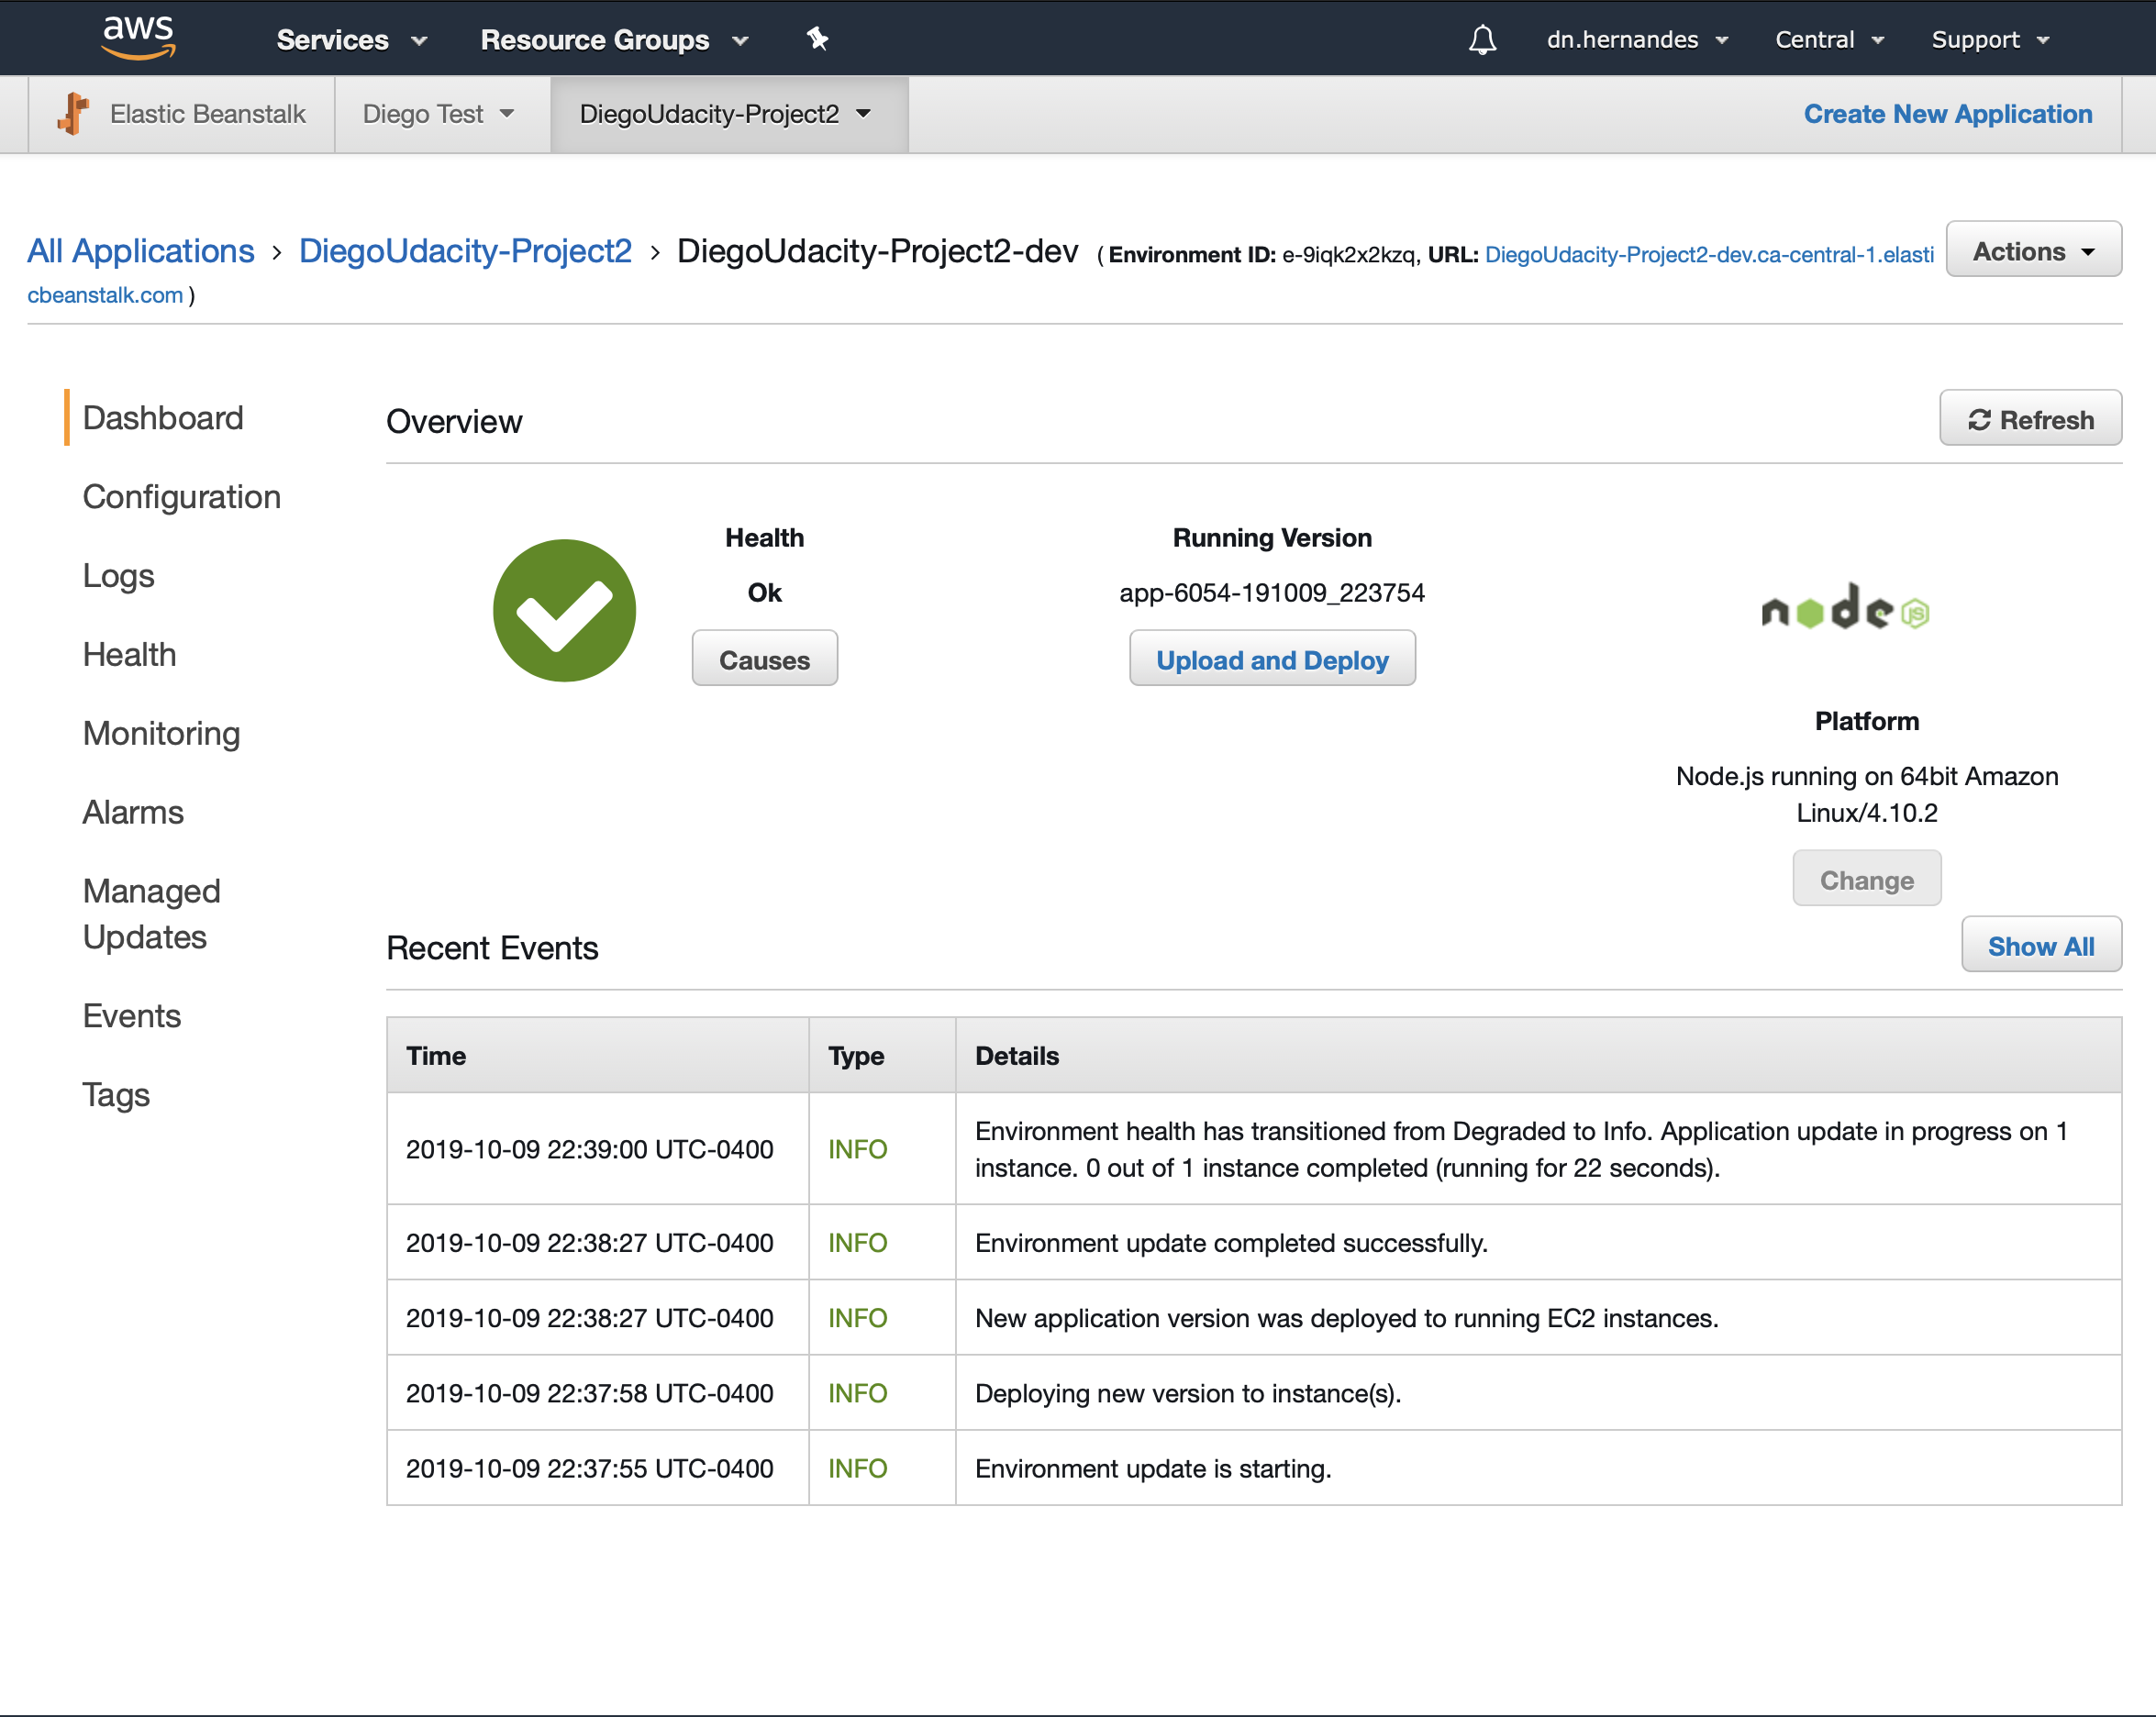 aws Services Resource Groups dn.hernandes Central Support
Elastic Beanstalk Diego Test DiegoUdacity-Project2 Create New Application
All Applications › DiegoUdacity-Project2 › DiegoUdacity-Project2-dev ( Environment ID: e-9iqk2x2kzq, URL: DiegoUdacity-Project2-dev.ca-central-1.elasti
cbeanstalk.com )
Actions
Dashboard
Configuration
Logs
Health
Monitoring
Alarms
Managed
Updates
Events
Tags
Overview
Refresh
Health
Ok
Causes
Running Version
app-6054-191009_223754
Upload and Deploy
node JS
Platform
Node.js running on 64bit Amazon
Linux/4.10.2
Change
Recent Events
Show All
Time Type Details
2019-10-09 22:39:00 UTC-0400 INFO Environment health has transitioned from Degraded to Info. Application update in progress on 1
instance. 0 out of 1 instance completed (running for 22 seconds).
2019-10-09 22:38:27 UTC-0400 INFO Environment update completed successfully.
2019-10-09 22:38:27 UTC-0400 INFO New application version was deployed to running EC2 instances.
2019-10-09 22:37:58 UTC-0400 INFO Deploying new version to instance(s).
2019-10-09 22:37:55 UTC-0400 INFO Environment update is starting.